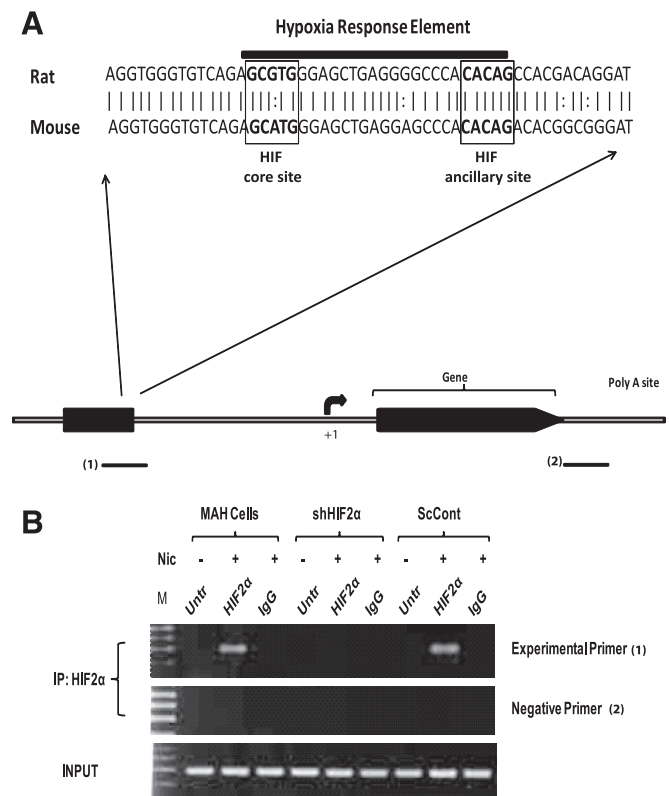 A
Hypoxia Response Element
Rat AGGTGGGTGTCAGAGCGTGGGAGCTGAGGGGCCCACACAGCCACGACAGGAT
Mouse AGGTGGGTGTCAGAGCATGGGAGCTGAGGAGCCCACACAGACACGGCGGGAT
HIF core site
HIF ancillary site
Gene
Poly A site
+1
(1)
(2)
B
MAH Cells shHIF2α ScCont
Nic - + + - + + - + +
M Untr HIF2α IgG Untr HIF2α IgG Untr HIF2α IgG
IP: HIF2α
Experimental Primer (1)
Negative Primer (2)
INPUT